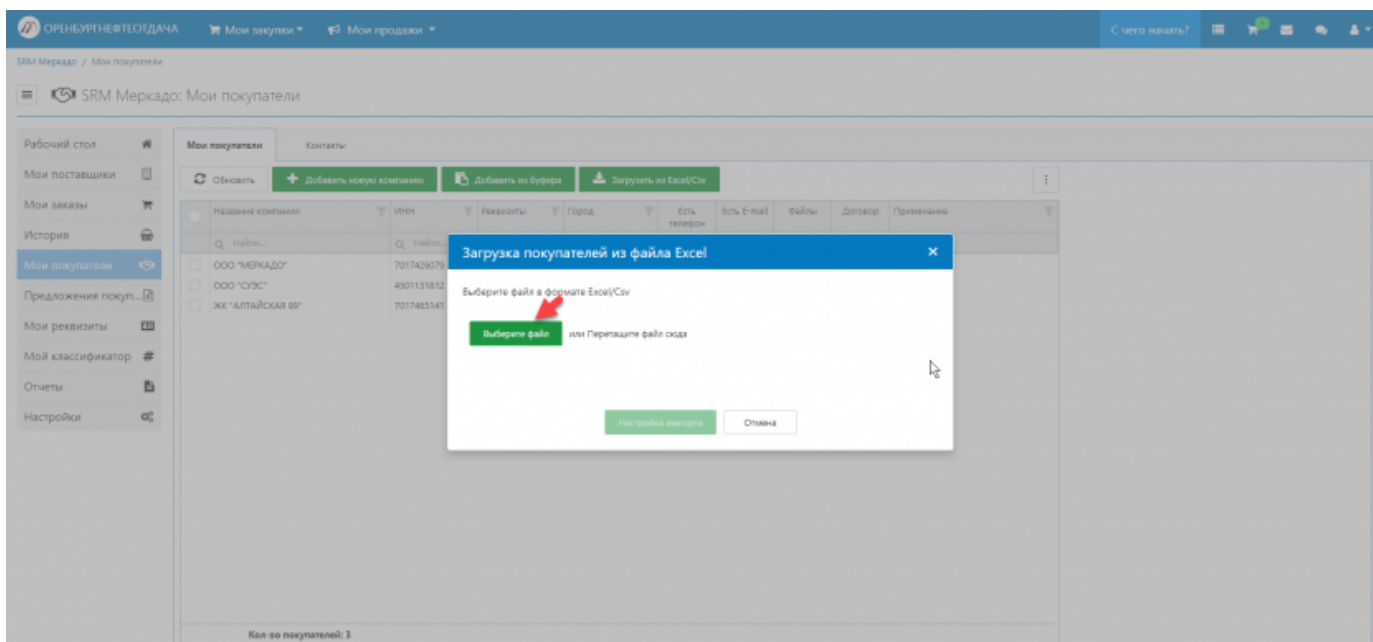 ОРЕНБУРГНЕФТЕОТДАЧА Мои закупки Мои продажи С чего начать?
SRM Меркадо / Мои покупатели
SRM Меркадо: Мои покупатели
Рабочий стол
Мои поставщики
Мои заказы
История
Мои покупатели
Предложения покуп...
Мои реквизиты
Мой классификатор
Отчеты
Настройки
Мои покупатели Контакты
Обновить Добавить новую компанию Добавить из буфера Загрузить из Excel/Csv
Название компании ИНН Реквизиты Город Есть телефон Есть E-mail Файлы Договор Примечание
Найти... Найти...
ООО "МЕРКАДО" 7017426079
ООО "СУЭС" 4501131812
ЖК "АЛТАЙСКАЯ 89" 7017465141
Загрузка покупателей из файла Excel
Выберите файл в формате Excel/Csv
Выберите файл или Перетащите файл сюда
Настройка импорта Отмена
Кол-во покупателей: 3